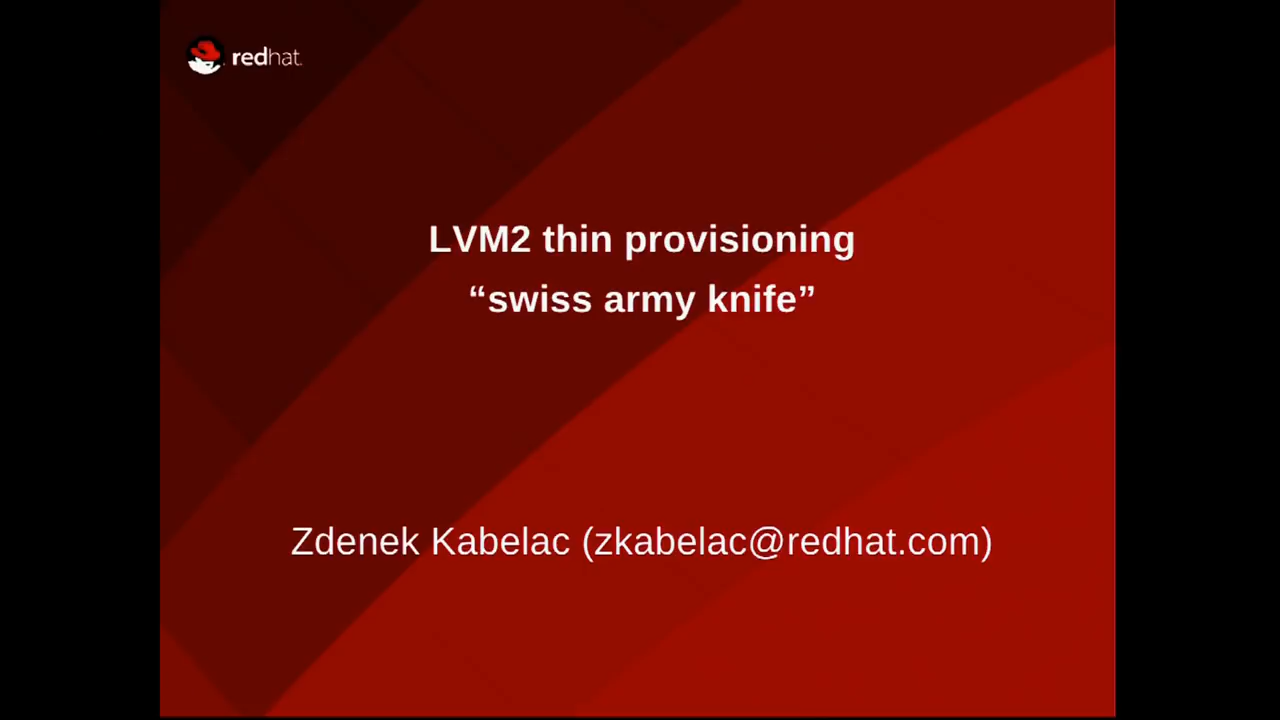 redhat.
LVM2 thin provisioning
“swiss army knife”
Zdenek Kabelac (zkabelac@redhat.com)